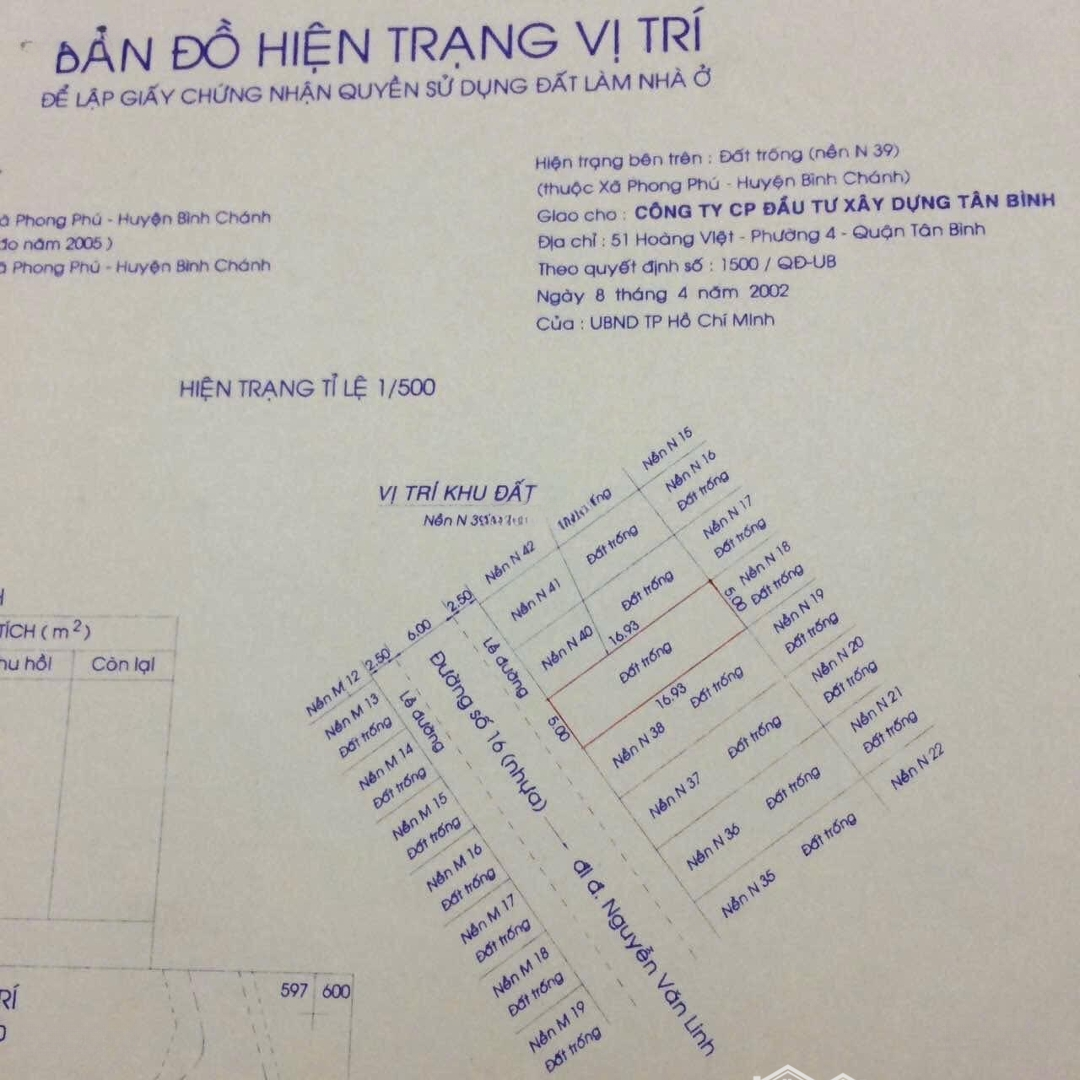 BẢN ĐỒ HIỆN TRẠNG VỊ TRÍ
ĐỂ LẬP GIẤY CHỨNG NHẬN QUYỀN SỬ DỤNG ĐẤT LÀM NHÀ Ở
ã Phong Phú - Huyện Bình Chánh
đo năm 2005 )
ã Phong Phú - Huyện Bình Chánh
Hiện trạng bên trên : Đất trống (nền N 39)
(thuộc Xã Phong Phú - Huyện Bình Chánh)
Giao cho : CÔNG TY CP ĐẦU TƯ XÂY DỰNG TÂN BÌNH
Địa chỉ : 51 Hoàng Việt - Phường 4 - Quận Tân Bình
Theo quyết định số : 1500 / QĐ-UB
Ngày 8 tháng 4 năm 2002
Của : UBND TP Hồ Chí Minh
HIỆN TRẠNG TỈ LỆ 1/500
VỊ TRÍ KHU ĐẤT
Nền N
Nền N 15
Nền N 16
Đất trống
Nền N 17
Đất trống
Nền N 18
Đất trống
Nền N 19
Đất trống
Nền N 20
Đất trống
Nền N 21
Đất trống
Nền N 22
Nền N 42
Nền N 41
Đất trống
Nền N 40
Đất trống
16.93
5.00
Đất trống
16.93
5.00
Nền N 38
Đất trống
Nền N 37
Đất trống
Nền N 36
Đất trống
Nền N 35
Đất trống
2.50
6.00
2.50
Lề đường
Đường số 16 (nhựa)
đi đ. Nguyễn Văn Linh
Lề đường
Nền M 12
Nền M 13
Đất trống
Nền M 14
Đất trống
Nền M 15
Đất trống
Nền M 16
Đất trống
Nền M 17
Đất trống
Nền M 18
Đất trống
Nền M 19
Đất trống
H
TÍCH ( m2 )
hu hồi
Còn lại
RÍ
597
600